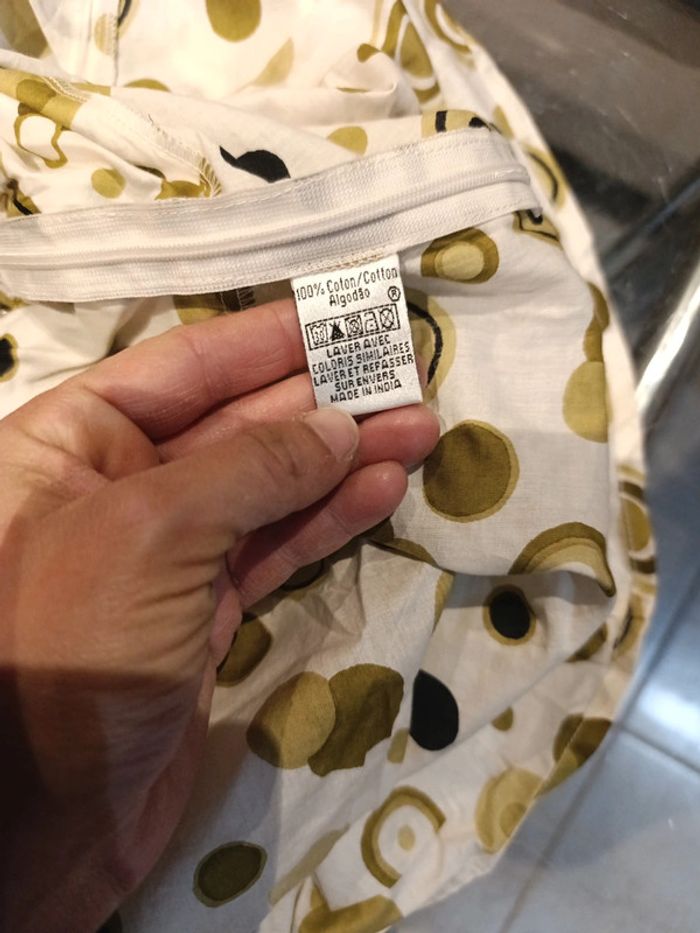 100% Coton/Cotton
Algodão
®
LAVER AVEC
COLORIS SIMILAIRES
LAVER ET REPASSER
SUR ENVERS
MADE IN INDIA